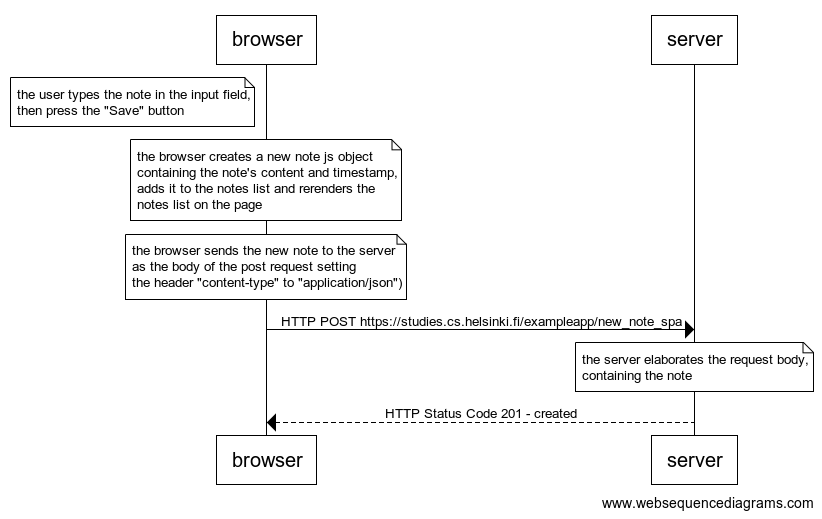 browser
server
the user types the note in the input field,
then press the "Save" button
the browser creates a new note js object
containing the note's content and timestamp,
adds it to the notes list and rerenders the
notes list on the page
the browser sends the new note to the server
as the body of the post request setting
the header "content-type" to "application/json")
HTTP POST https://studies.cs.helsinki.fi/exampleapp/new_note_spa
the server elaborates the request body,
containing the note
HTTP Status Code 201 - created
browser
server
www.websequencediagrams.com